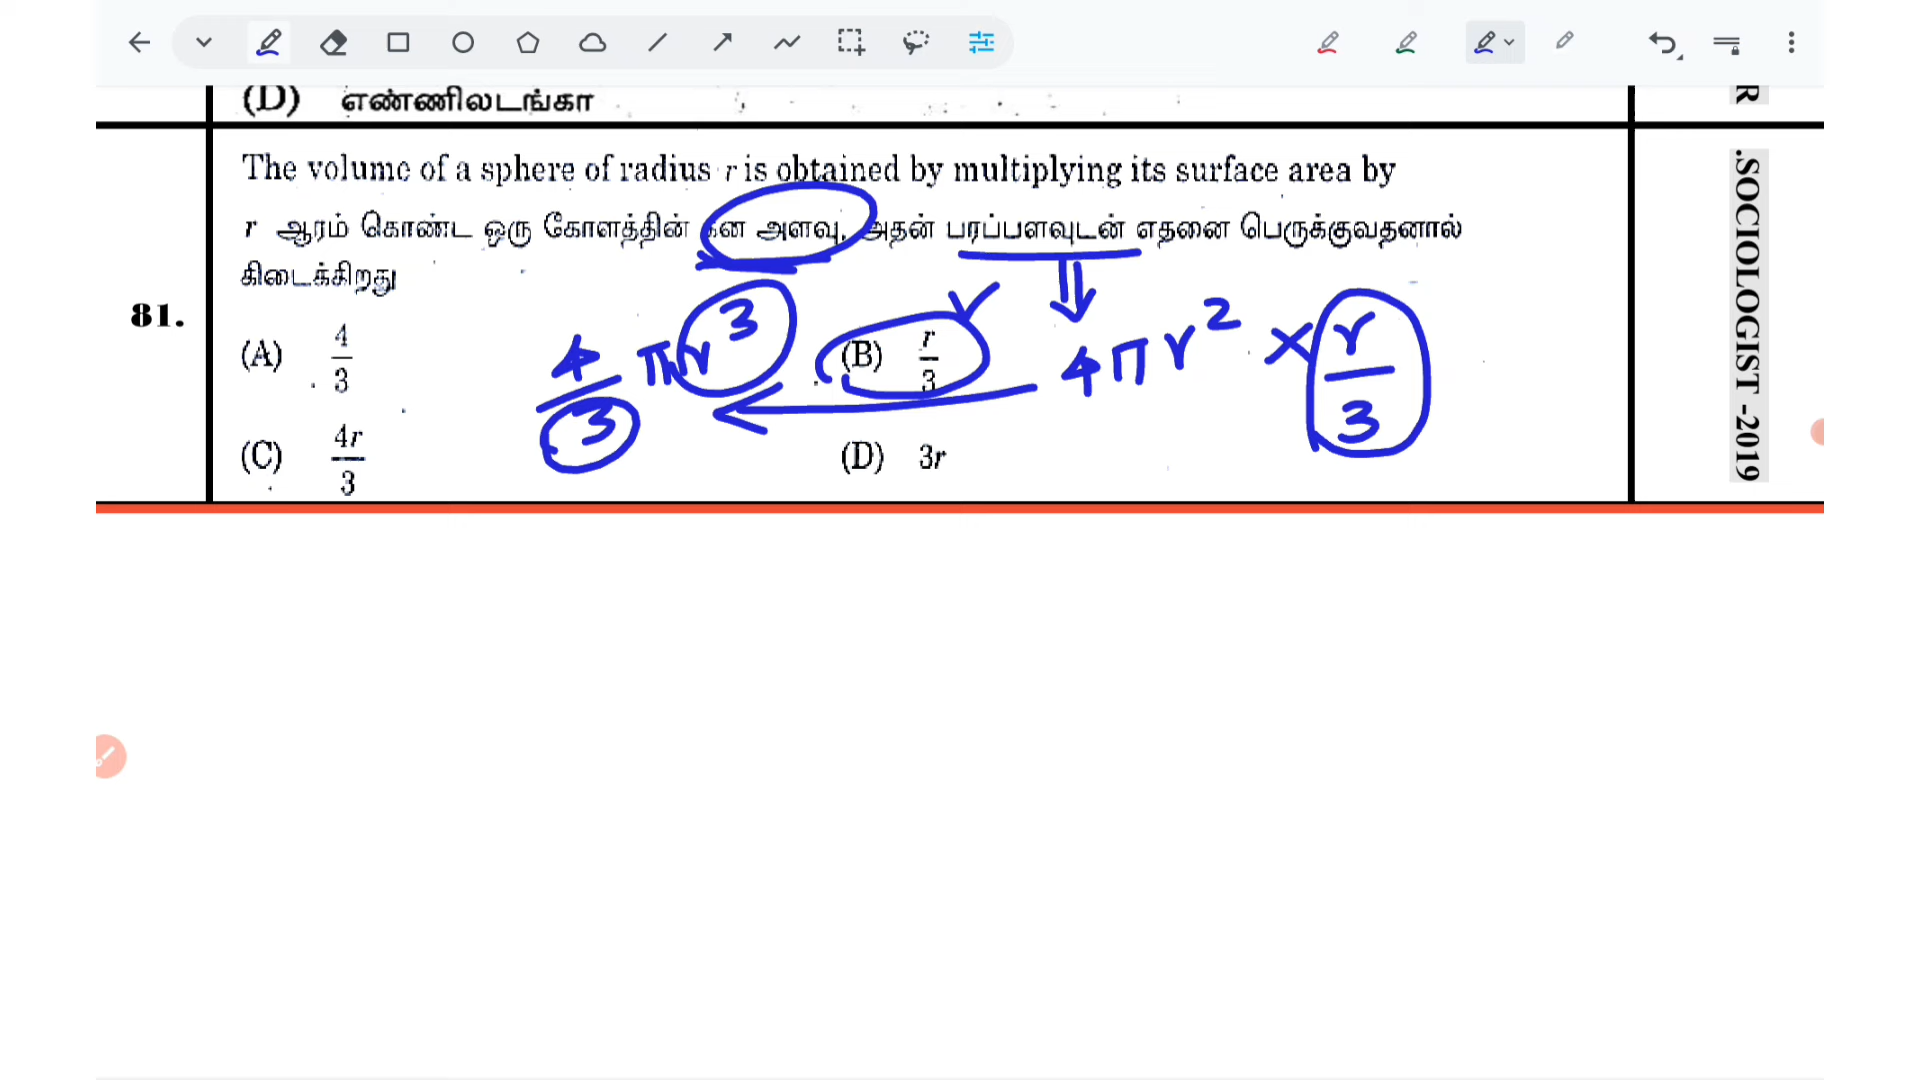 (D) எண்ணிலடங்கா
The volume of a sphere of radius r is obtained by multiplying its surface area by
r ஆரம் கொண்ட ஒரு கோளத்தின் கன அளவு, அதன் பரப்பளவுடன் எதனை பெருக்குவதனால்
கிடைக்கிறது
81.
(A) 4/3
(B) r/3
(C) 4r/3
(D) 3r
4/3 πr³
4πr² × r/3
R
.SOCIOLOGIST -2019